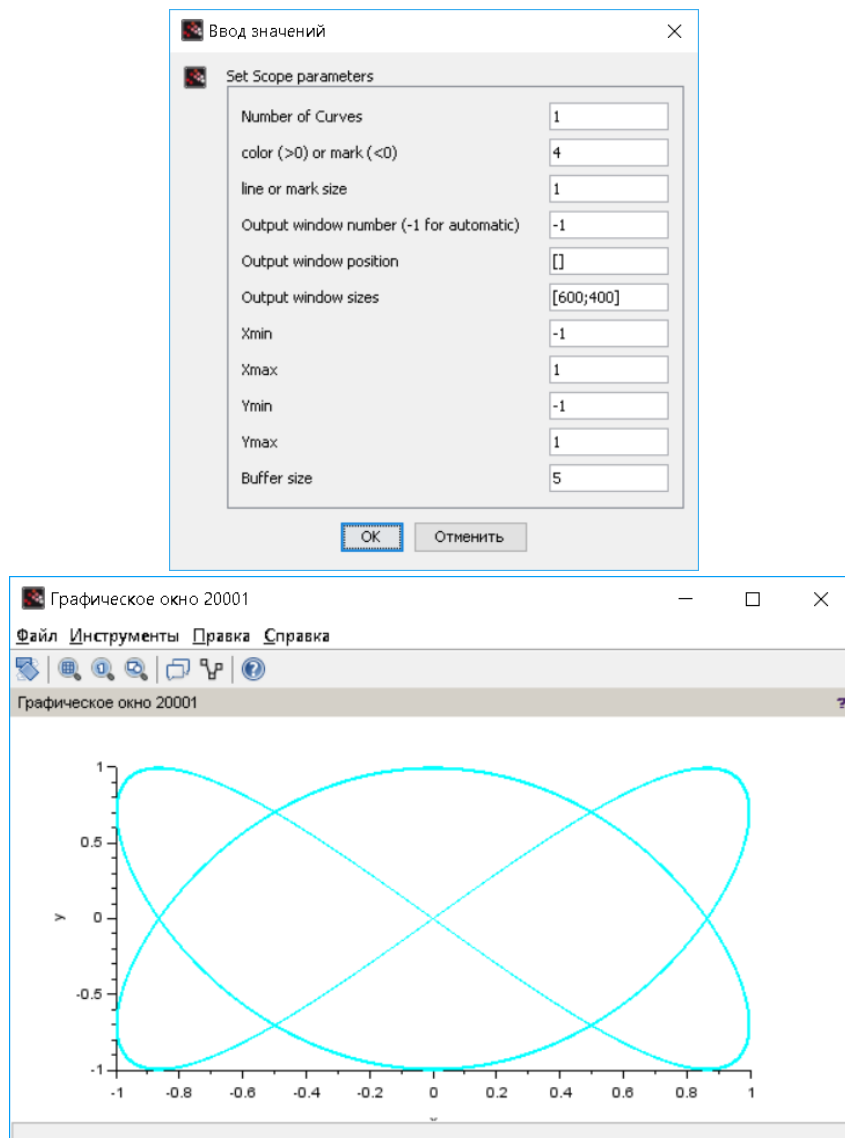 Ввод значений
Set Scope parameters
Number of Curves 1
color (>0) or mark (<0) 4
line or mark size 1
Output window number (-1 for automatic) -1
Output window position []
Output window sizes [600;400]
Xmin -1
Xmax 1
Ymin -1
Ymax 1
Buffer size 5
OK Отменить
Графическое окно 20001
Файл Инструменты Правка Справка
Графическое окно 20001 ?
1
0.5
y
0
-0.5
-1
-1 -0.8 -0.6 -0.4 -0.2 0 0.2 0.4 0.6 0.8 1